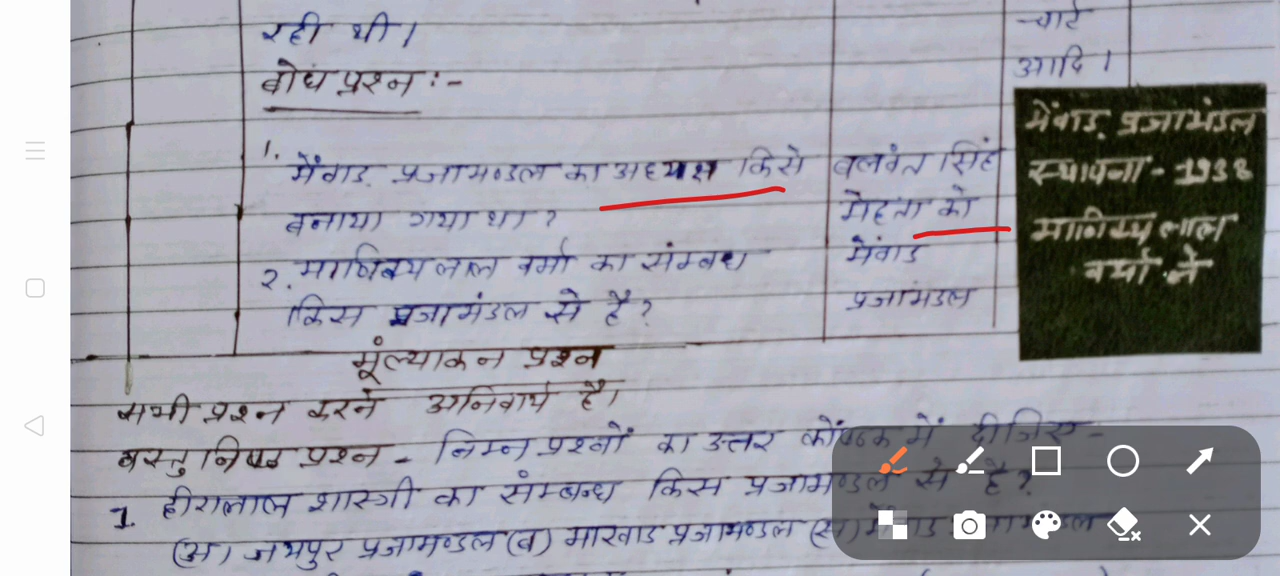 रही थी।
बोध प्रश्न :-
1. मेंवाड़ प्रजामण्डल का अध्यक्ष किसे
बनाया गया था ?
2. माणिक्य लाल वर्मा का संम्बध
किस प्रजामंडल से है ?
बलवंत सिंह
मेहता को
मेंवाड
प्रजामंडल
चार्ट
आदि ।
मेंवाड़ प्रजामंडल
स्थापना - 1938
माणिक्य लाल
वर्मा ने
मूंल्याकन प्रश्न
सभी प्रश्न करने अनिवार्य है।
वस्तुनिष्ठ प्रश्न - निम्न प्रश्नों का उत्तर कोंष्ठक में दीजिए -
1. हीरालाल शास्त्री का संम्बन्ध किस प्रजामण्डल से है ?
(अ) जयपुर प्रजामण्डल (ब) मारवाड प्रजामण्डल (स)